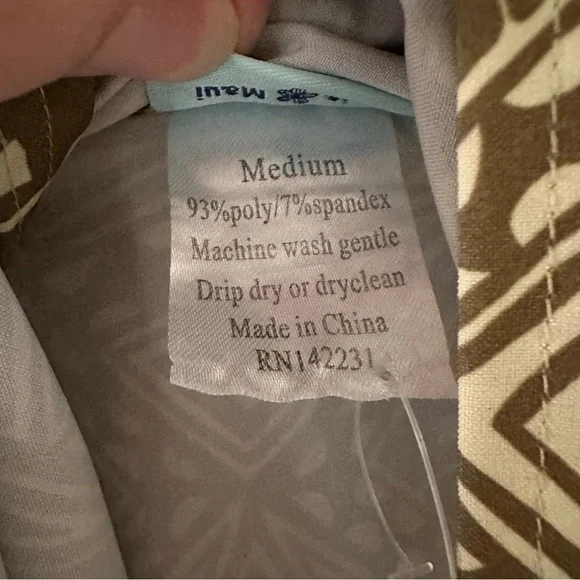 Maui
Medium
93%poly/7%spandex
Machine wash gentle
Drip dry or dryclean
Made in China
RN142231